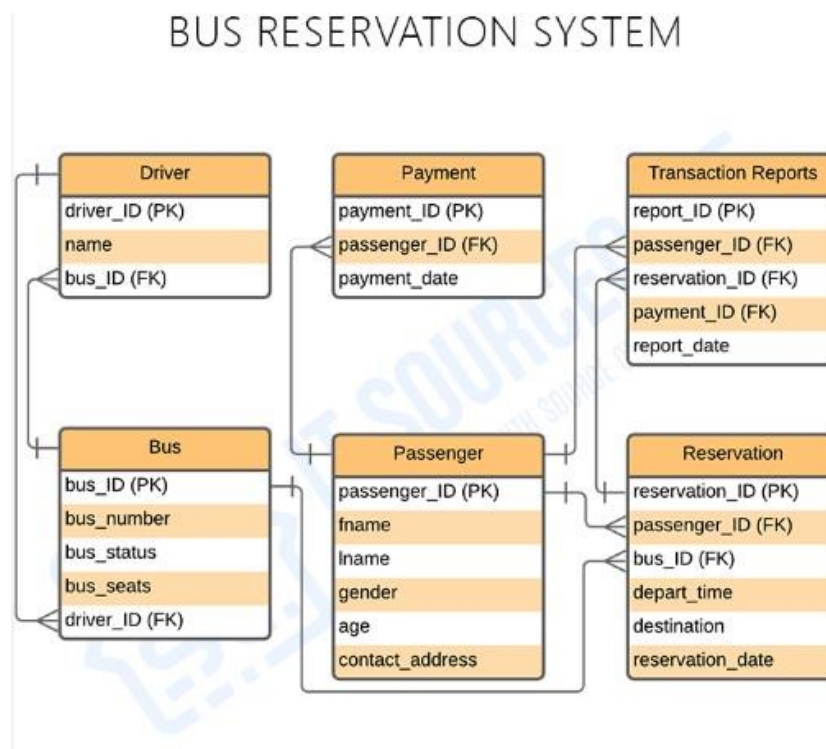 BUS RESERVATION SYSTEM
Driver
driver_ID (PK)
name
bus_ID (FK)
Payment
payment_ID (PK)
passenger_ID (FK)
payment_date
Transaction Reports
report_ID (PK)
passenger_ID (FK)
reservation_ID (FK)
payment_ID (FK)
report_date
Bus
bus_ID (PK)
bus_number
bus_status
bus_seats
driver_ID (FK)
Passenger
passenger_ID (PK)
fname
lname
gender
age
contact_address
Reservation
reservation_ID (PK)
passenger_ID (FK)
bus_ID (FK)
depart_time
destination
reservation_date
IT SOURCE